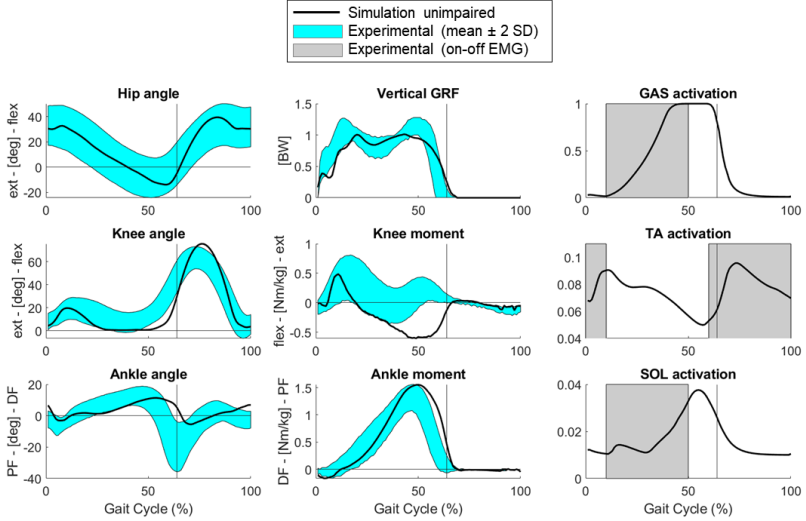 Simulation unimpaired
Experimental (mean ± 2 SD)
Experimental (on-off EMG)
Hip angle
ext - [deg] - flex
40
20
0
-20
0
50
100
Vertical GRF
[BW]
1.5
1
0.5
0
0
50
100
GAS activation
1
0.5
0
0
50
100
Knee angle
ext - [deg] - flex
60
40
20
0
0
50
100
Knee moment
flex - [Nm/kg] - ext
1
0.5
0
-0.5
0
50
100
TA activation
0.1
0.08
0.06
0.04
0
50
100
Ankle angle
PF - [deg] - DF
20
0
-20
-40
0
50
100
Gait Cycle (%)
Ankle moment
DF - [Nm/kg] - PF
1.5
1
0.5
0
0
50
100
Gait Cycle (%)
SOL activation
0.04
0.02
0
0
50
100
Gait Cycle (%)